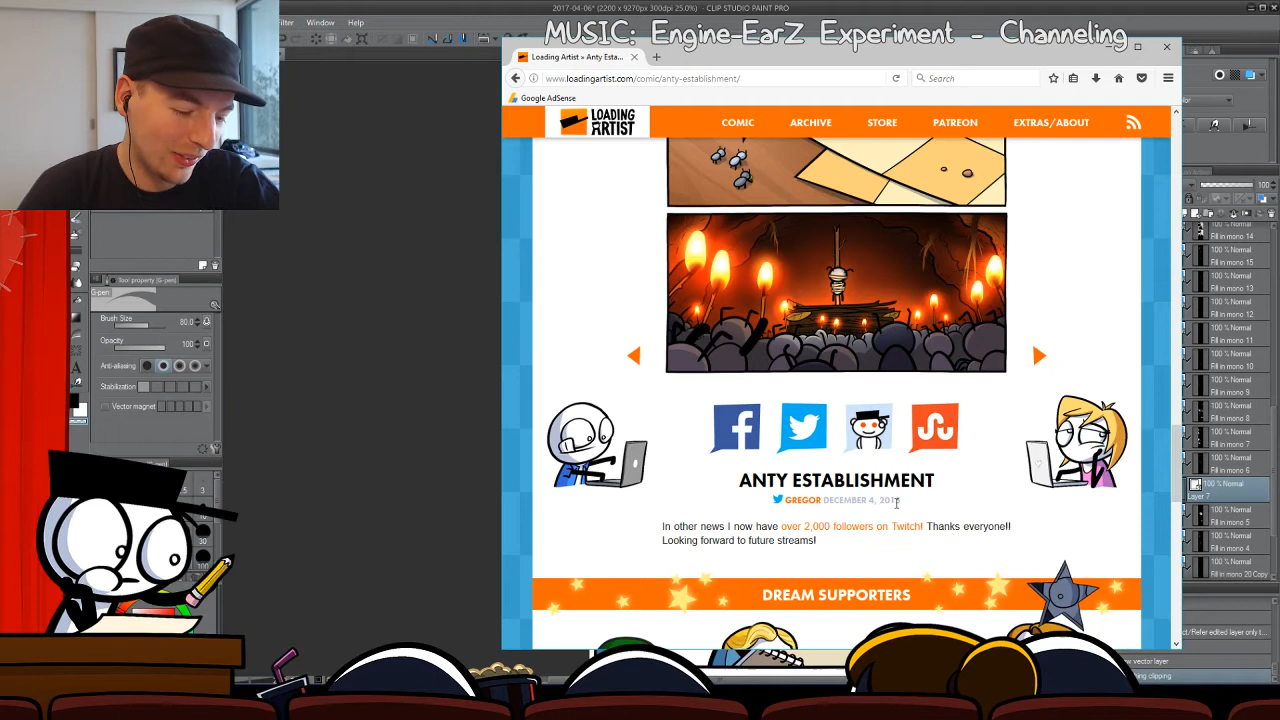 Filter Window Help
2017-04-06* (2200 x 9270px 300dpi 25.0%) - CLIP STUDIO PAINT PRO
MUSIC: Engine-EarZ Experiment - Channeling
Loading Artist » Anty Esta...
www.loadingartist.com/comic/anty-establishment/
Search
Google AdSense
LOADING
ARTIST
COMIC ARCHIVE STORE PATREON EXTRAS/ABOUT
Tool property [G-pen]
G-pen
Brush Size 80.0
Opacity 100
Anti-aliasing
Stabilization
Vector magnet
100
100 % Normal
Fill in mono 14
100 % Normal
Fill in mono 15
100 % Normal
Fill in mono 13
100 % Normal
Fill in mono 12
100 % Normal
Fill in mono 11
100 % Normal
Fill in mono 10
100 % Normal
Fill in mono 9
100 % Normal
Fill in mono 8
100 % Normal
Fill in mono 7
100 % Normal
Fill in mono 6
100 % Normal
Layer 7
100 % Normal
Fill in mono 5
100 % Normal
Fill in mono 4
100 % Normal
Fill in mono 20 Copy
ANTY ESTABLISHMENT
GREGOR DECEMBER 4,
In other news I now have over 2,000 followers on Twitch! Thanks everyone!!
Looking forward to future streams!
DREAM SUPPORTERS
vector layer
clipping